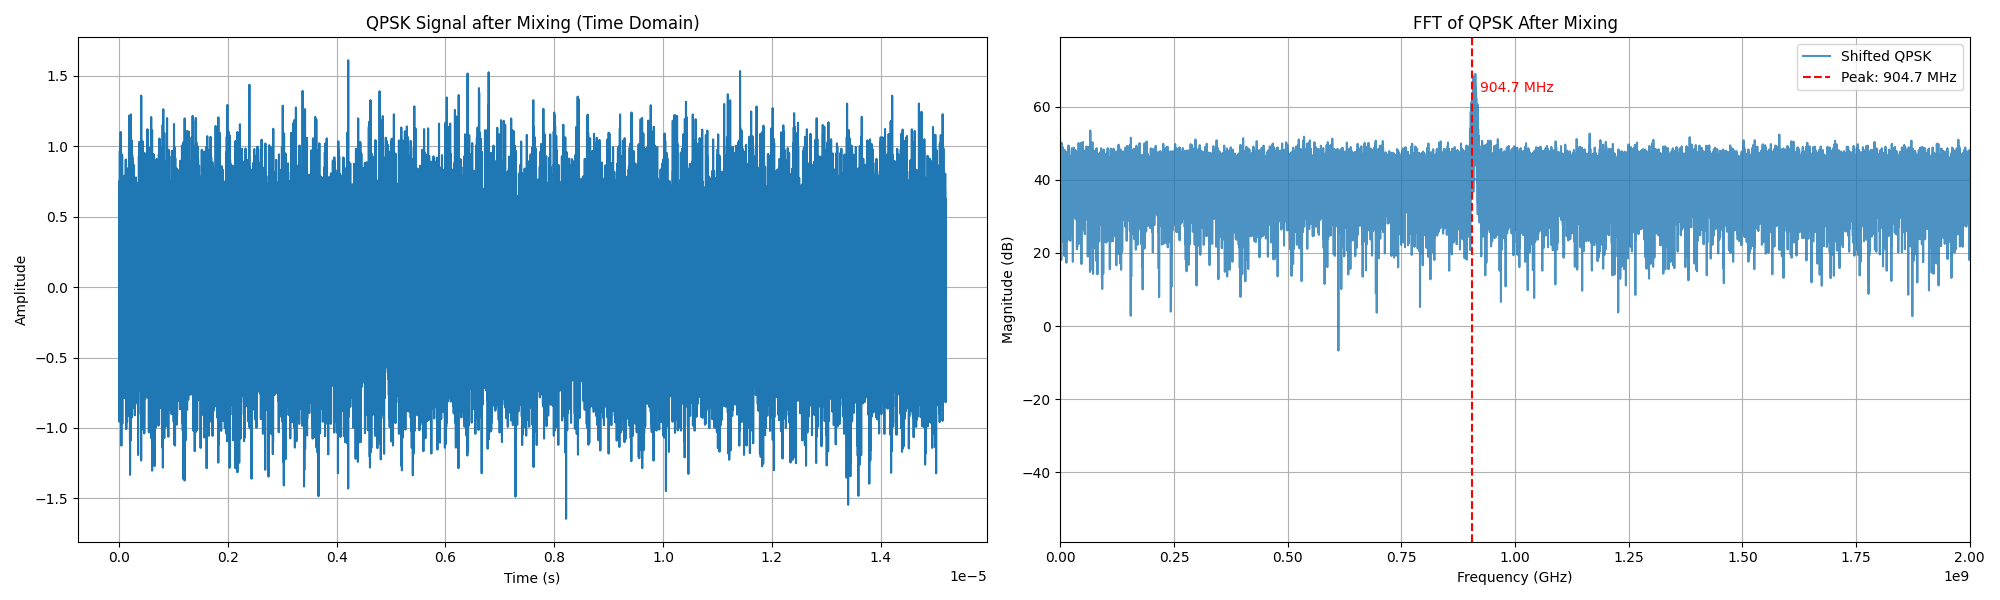 QPSK Signal after Mixing (Time Domain)
Amplitude
1.5
1.0
0.5
0.0
−0.5
−1.0
−1.5
0.0
0.2
0.4
0.6
0.8
1.0
1.2
1.4
1e−5
Time (s)
FFT of QPSK After Mixing
Shifted QPSK
Peak: 904.7 MHz
904.7 MHz
Magnitude (dB)
60
40
20
0
−20
−40
0.00
0.25
0.50
0.75
1.00
1.25
1.50
1.75
2.00
1e9
Frequency (GHz)